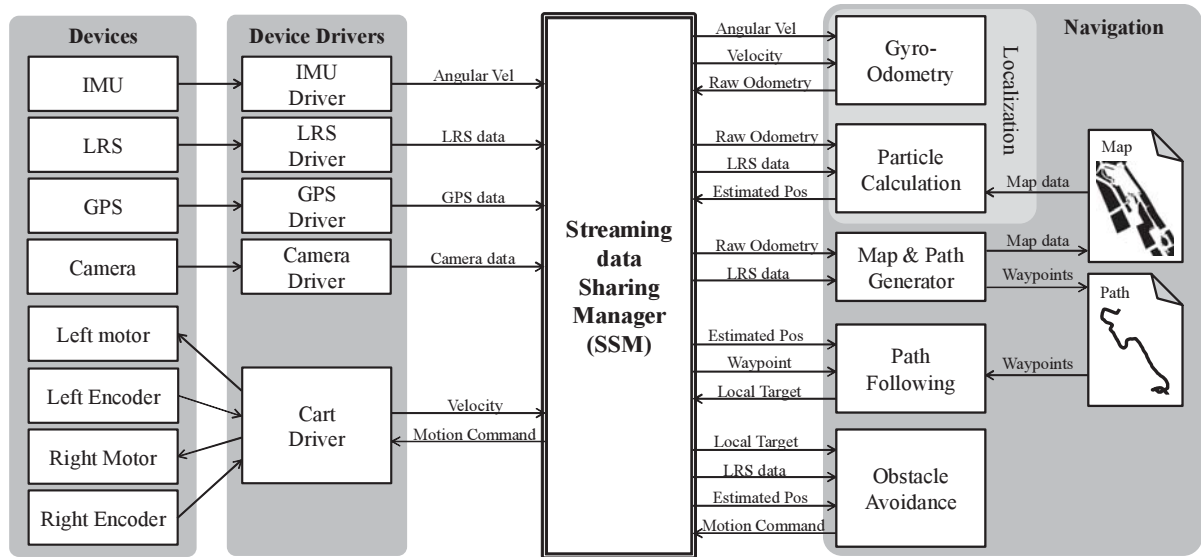 Devices
IMU
LRS
GPS
Camera
Left motor
Left Encoder
Right Motor
Right Encoder
Device Drivers
IMU
Driver
LRS
Driver
GPS
Driver
Camera
Driver
Cart
Driver
Angular Vel
LRS data
GPS data
Camera data
Velocity
Motion Command
Streaming
data
Sharing
Manager
(SSM)
Angular Vel
Velocity
Raw Odometry
Raw Odometry
LRS data
Estimated Pos
Raw Odometry
LRS data
Estimated Pos
Waypoint
Local Target
Local Target
LRS data
Estimated Pos
Motion Command
Navigation
Localization
Gyro-
Odometry
Particle
Calculation
Map & Path
Generator
Path
Following
Obstacle
Avoidance
Map data
Map data
Waypoints
Waypoints
Map
Path